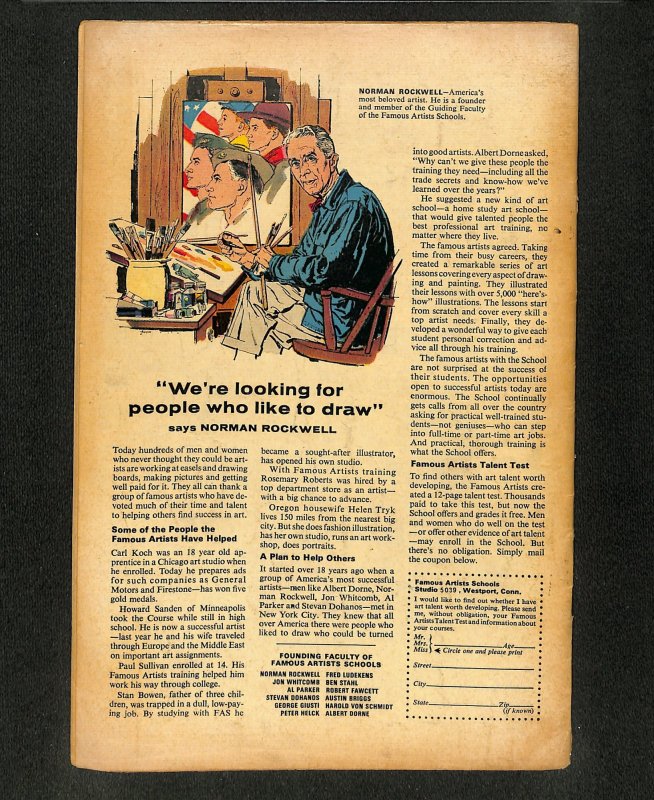 NORMAN ROCKWELL—America's
most beloved artist. He is a founder
and member of the Guiding Faculty
of the Famous Artists Schools.
"We're looking for
people who like to draw"
says NORMAN ROCKWELL
Today hundreds of men and women
who never thought they could be art-
ists are working at easels and drawing
boards, making pictures and getting
well paid for it. They all can thank a
group of famous artists who have de-
voted much of their time and talent
to helping others find success in art.
Some of the People the
Famous Artists Have Helped
Carl Koch was an 18 year old ap-
prentice in a Chicago art studio when
he enrolled. Today he prepares ads
for such companies as General
Motors and Firestone—has won five
gold medals.
Howard Sanden of Minneapolis
took the Course while still in high
school. He is now a successful artist
—last year he and his wife traveled
through Europe and the Middle East
on important art assignments.
Paul Sullivan enrolled at 14. His
Famous Artists training helped him
work his way through college.
Stan Bowen, father of three chil-
dren, was trapped in a dull, low-pay-
ing job. By studying with FAS he
became a sought-after illustrator,
has opened his own studio.
With Famous Artists training
Rosemary Roberts was hired by a
top department store as an artist—
with a big chance to advance.
Oregon housewife Helen Tryk
lives 150 miles from the nearest big
city. But she does fashion illustration,
has her own studio, runs an art work-
shop, does portraits.
A Plan to Help Others
It started over 18 years ago when a
group of America's most successful
artists—men like Albert Dorne, Nor-
man Rockwell, Jon Whitcomb, Al
Parker and Stevan Dohanos—met in
New York City. They knew that all
over America there were people who
liked to draw who could be turned
FOUNDING FACULTY OF
FAMOUS ARTISTS SCHOOLS
NORMAN ROCKWELL FRED LUDEKENS
JON WHITCOMB BEN STAHL
AL PARKER ROBERT FAWCETT
STEVAN DOHANOS AUSTIN BRIGGS
GEORGE GIUSTI HAROLD VON SCHMIDT
PETER HELCK ALBERT DORNE
into good artists. Albert Dorne asked,
"Why can't we give these people the
training they need—including all the
trade secrets and know-how we've
learned over the years?"
He suggested a new kind of art
school—a home study art school—
that would give talented people the
best professional art training, no
matter where they live.
The famous artists agreed. Taking
time from their busy careers, they
created a remarkable series of art
lessons covering every aspect of draw-
ing and painting. They illustrated
their lessons with over 5,000 "here's-
how" illustrations. The lessons start
from scratch and cover every skill a
top artist needs. Finally, they de-
veloped a wonderful way to give each
student personal correction and ad-
vice all through his training.
The famous artists with the School
are not surprised at the success of
their students. The opportunities
open to successful artists today are
enormous. The School continually
gets calls from all over the country
asking for practical well-trained stu-
dents—not geniuses—who can step
into full-time or part-time art jobs.
And practical, thorough training is
what the School offers.
Famous Artists Talent Test
To find others with art talent worth
developing, the Famous Artists cre-
ated a 12-page talent test. Thousands
paid to take this test, but now the
School offers and grades it free. Men
and women who do well on the test
—or offer other evidence of art talent
—may enroll in the School. But
there's no obligation. Simply mail
the coupon below.
Famous Artists Schools
Studio 5039, Westport, Conn.
I would like to find out whether I have
art talent worth developing. Please send
me, without obligation, your Famous
Artists Talent Test and information about
your courses.
Mr.
Mrs. Age
Miss Circle one and please print
Street
City
State Zip
(if known)